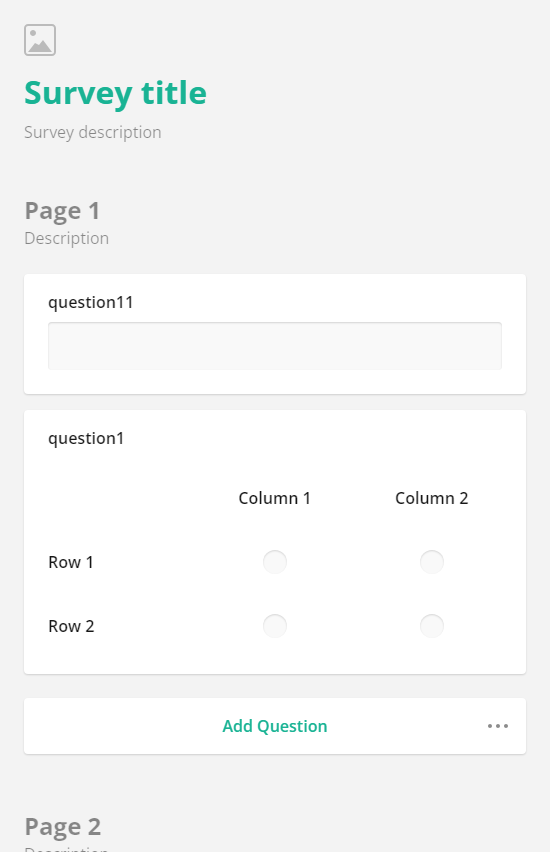 Survey title
Survey description
Page 1
Description
question11
question1
Column 1 Column 2
Row 1
Row 2
Add Question
Page 2
Description